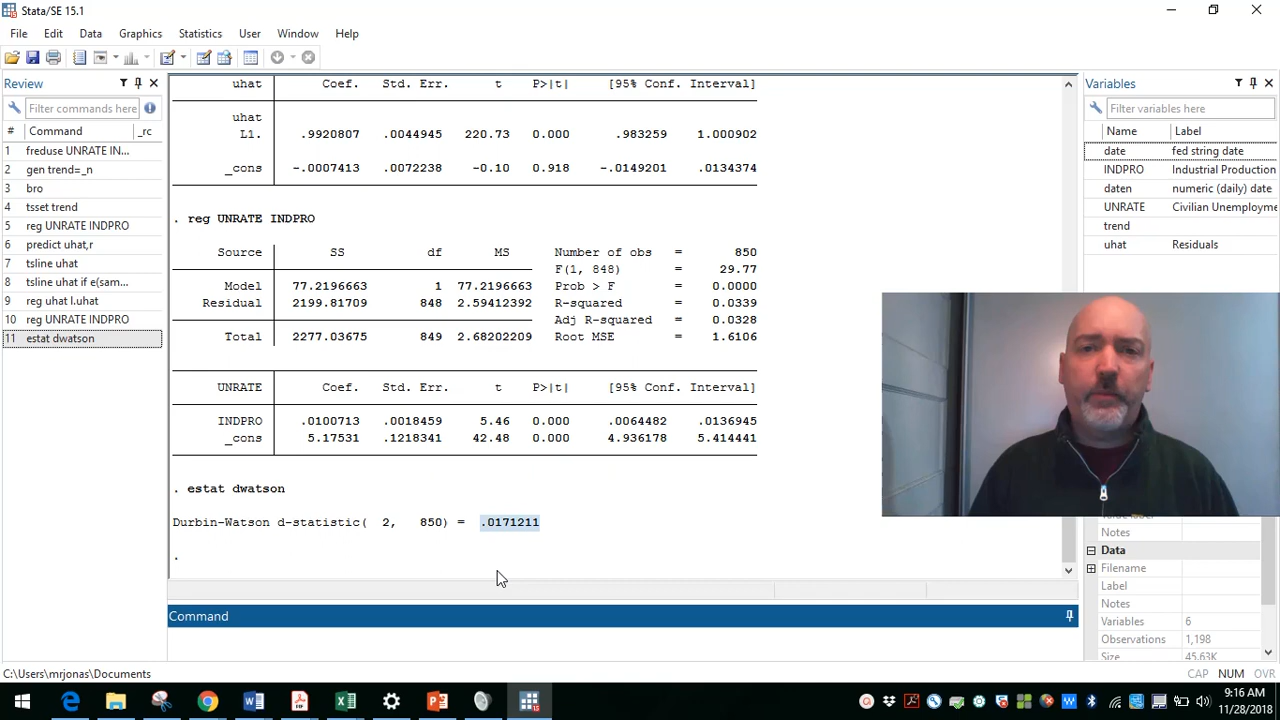 Stata/SE 15.1
File Edit Data Graphics Statistics User Window Help
Review
Filter commands here
# Command _rc
1 freduse UNRATE IN...
2 gen trend=_n
3 bro
4 tsset trend
5 reg UNRATE INDPRO
6 predict uhat,r
7 tsline uhat
8 tsline uhat if e(sam...
9 reg uhat l.uhat
10 reg UNRATE INDPRO
11 estat dwatson
uhat Coef. Std. Err. t P>|t| [95% Conf. Interval]
uhat
L1. .9920807 .0044945 220.73 0.000 .983259 1.000902
_cons -.0007413 .0072238 -0.10 0.918 -.0149201 .0134374
. reg UNRATE INDPRO
Source SS df MS Number of obs = 850
F(1, 848) = 29.77
Model 77.2196663 1 77.2196663 Prob > F = 0.0000
Residual 2199.81709 848 2.59412392 R-squared = 0.0339
Adj R-squared = 0.0328
Total 2277.03675 849 2.68202209 Root MSE = 1.6106
UNRATE Coef. Std. Err. t P>|t| [95% Conf. Interval]
INDPRO .0100713 .0018459 5.46 0.000 .0064482 .0136945
_cons 5.17531 .1218341 42.48 0.000 4.936178 5.414441
. estat dwatson
Durbin-Watson d-statistic( 2, 850) = .0171211
.
Command
Variables
Filter variables here
Name Label
date fed string date
INDPRO Industrial Production
daten numeric (daily) date
UNRATE Civilian Unemployme
trend
uhat Residuals
Notes
Data
Filename
Label
Notes
Variables 6
Observations 1,198
Size 45.63K
C:\Users\mrjonas\Documents
CAP NUM OVR
9:16 AM
11/28/2018